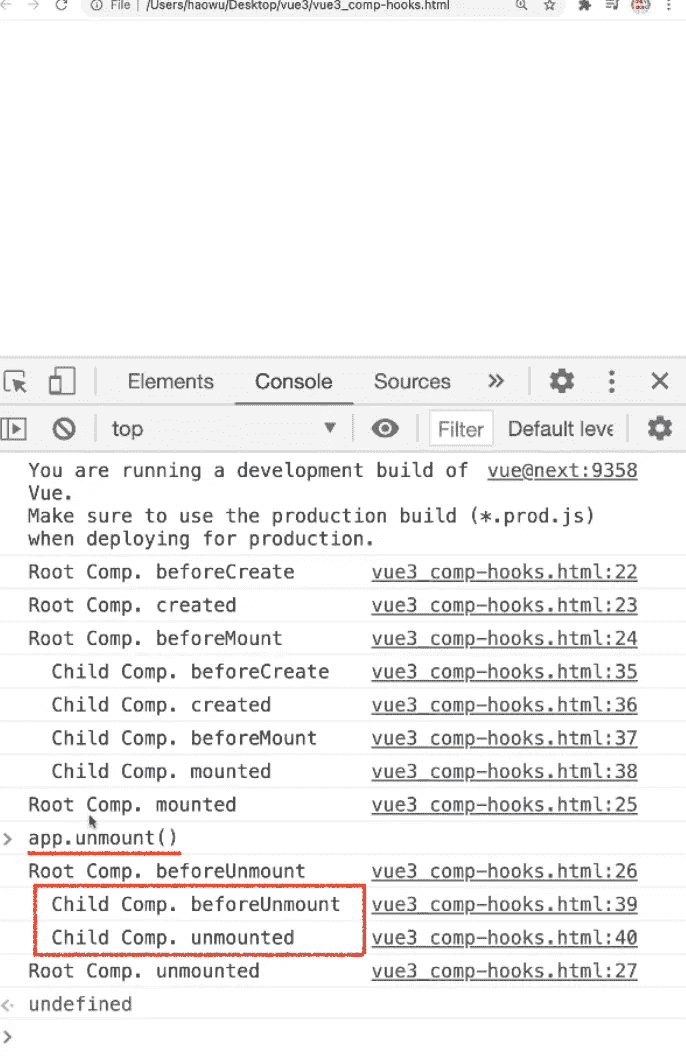 File | /Users/haowu/Desktop/vue3/vue3_comp-hooks.html
Elements Console Sources »
top Filter Default leve
You are running a development build of vue@next:9358
Vue.
Make sure to use the production build (*.prod.js)
when deploying for production.
Root Comp. beforeCreate vue3_comp-hooks.html:22
Root Comp. created vue3_comp-hooks.html:23
Root Comp. beforeMount vue3_comp-hooks.html:24
Child Comp. beforeCreate vue3_comp-hooks.html:35
Child Comp. created vue3_comp-hooks.html:36
Child Comp. beforeMount vue3_comp-hooks.html:37
Child Comp. mounted vue3_comp-hooks.html:38
Root Comp. mounted vue3_comp-hooks.html:25
> app.unmount()
Root Comp. beforeUnmount vue3_comp-hooks.html:26
Child Comp. beforeUnmount vue3_comp-hooks.html:39
Child Comp. unmounted vue3_comp-hooks.html:40
Root Comp. unmounted vue3_comp-hooks.html:27
undefined
>